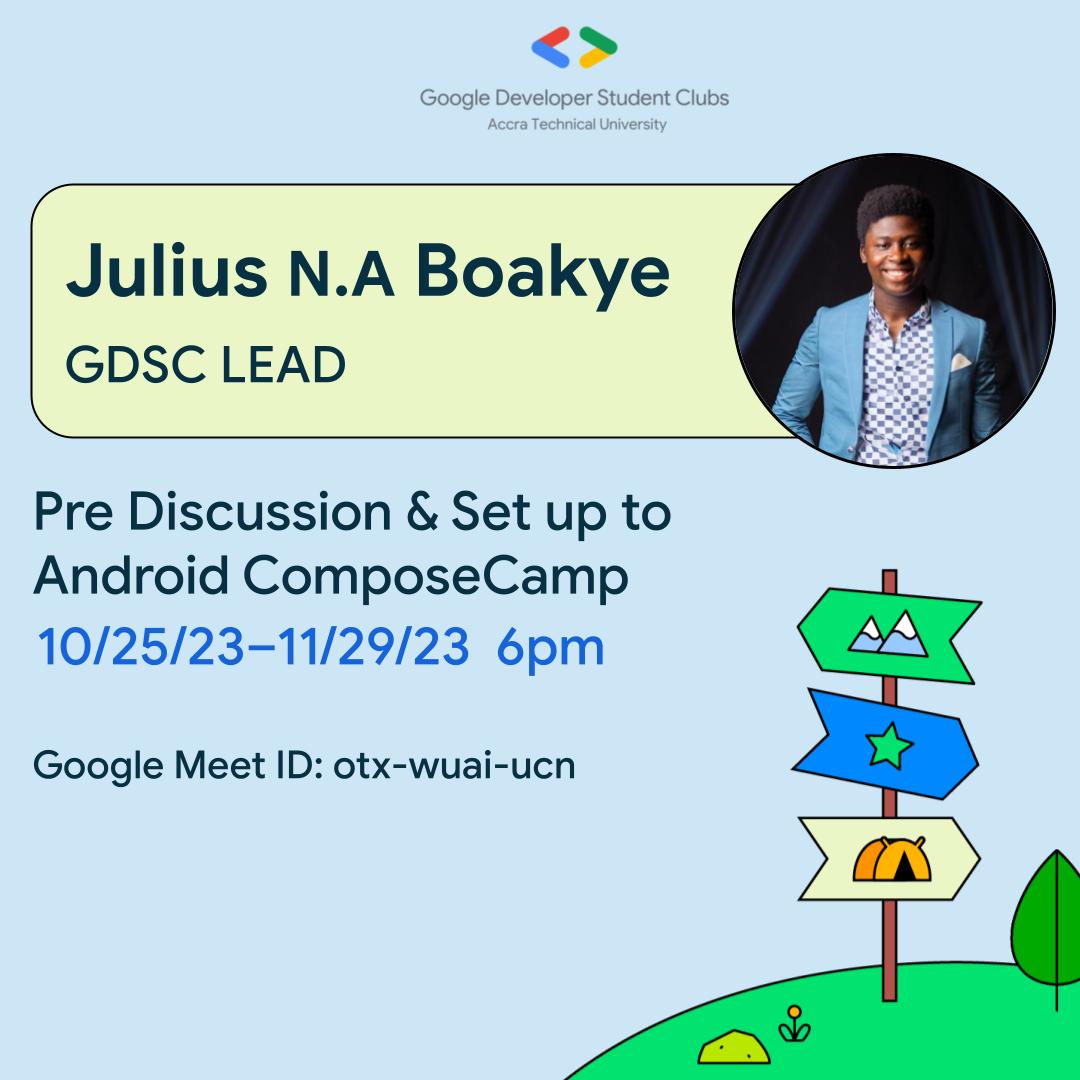 Google Developer Student Clubs
Accra Technical University
Julius N.A Boakye
GDSC LEAD
Pre Discussion & Set up to
Android ComposeCamp
10/25/23–11/29/23 6pm
Google Meet ID: otx-wuai-ucn